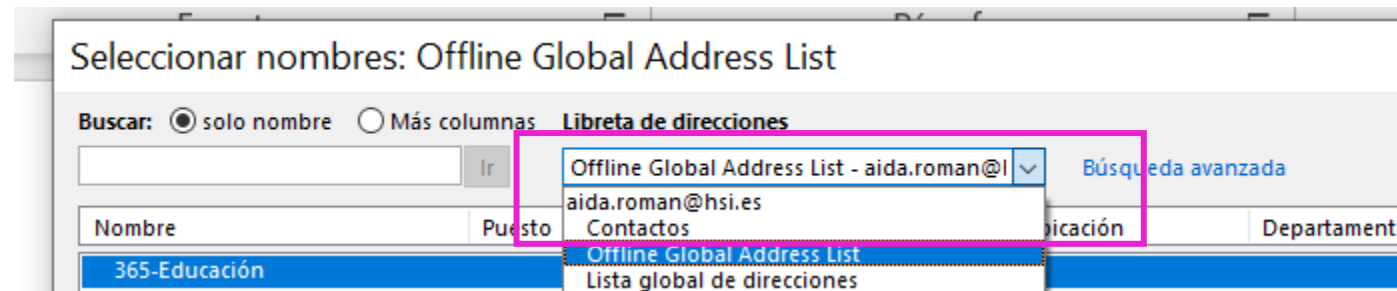 Seleccionar nombres: Offline Global Address List
Buscar: solo nombre Más columnas Libreta de direcciones
Ir Offline Global Address List - aida.roman@l Búsqueda avanzada
aida.roman@hsi.es
Nombre Puesto Contactos bicación Departament
Offline Global Address List
365-Educación
Lista global de direcciones